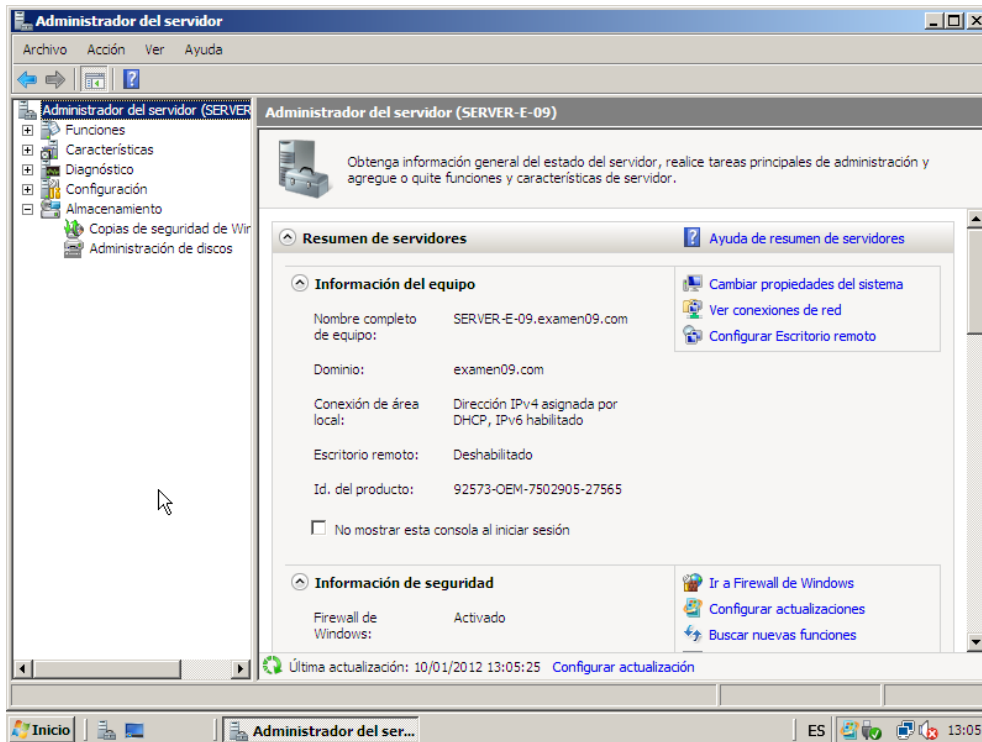 Administrador del servidor
Archivo Acción Ver Ayuda
Administrador del servidor (SERVER
Funciones
Características
Diagnóstico
Configuración
Almacenamiento
Copias de seguridad de Wir
Administración de discos
Administrador del servidor (SERVER-E-09)
Obtenga información general del estado del servidor, realice tareas principales de administración y
agregue o quite funciones y características de servidor.
Resumen de servidores
Ayuda de resumen de servidores
Información del equipo
Nombre completo
de equipo:
SERVER-E-09.examen09.com
Dominio:
examen09.com
Conexión de área
local:
Dirección IPv4 asignada por
DHCP, IPv6 habilitado
Escritorio remoto:
Deshabilitado
Id. del producto:
92573-OEM-7502905-27565
No mostrar esta consola al iniciar sesión
Cambiar propiedades del sistema
Ver conexiones de red
Configurar Escritorio remoto
Información de seguridad
Firewall de
Windows:
Activado
Ir a Firewall de Windows
Configurar actualizaciones
Buscar nuevas funciones
Última actualización: 10/01/2012 13:05:25 Configurar actualización
Inicio
Administrador del ser...
ES
13:05